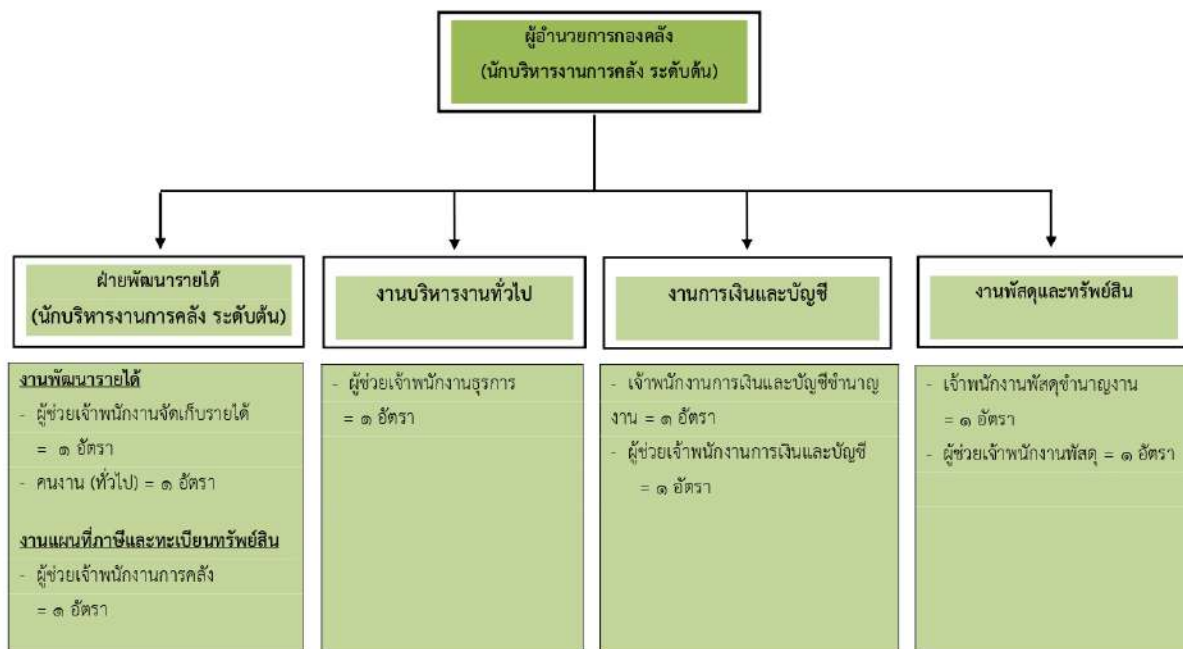 ผู้อำนวยการกองคลัง
(นักบริหารงานการคลัง ระดับต้น)
ฝ่ายพัฒนารายได้
(นักบริหารงานการคลัง ระดับต้น)
งานพัฒนารายได้
- ผู้ช่วยเจ้าพนักงานจัดเก็บรายได้
= ๑ อัตรา
- คนงาน (ทั่วไป) = ๑ อัตรา
งานแผนที่ภาษีและทะเบียนทรัพย์สิน
- ผู้ช่วยเจ้าพนักงานการคลัง
= ๑ อัตรา
งานบริหารงานทั่วไป
- ผู้ช่วยเจ้าพนักงานธุรการ
= ๑ อัตรา
งานการเงินและบัญชี
- เจ้าพนักงานการเงินและบัญชีชำนาญ
งาน = ๑ อัตรา
- ผู้ช่วยเจ้าพนักงานการเงินและบัญชี
= ๑ อัตรา
งานพัสดุและทรัพย์สิน
- เจ้าพนักงานพัสดุชำนาญงาน
= ๑ อัตรา
- ผู้ช่วยเจ้าพนักงานพัสดุ = ๑ อัตรา